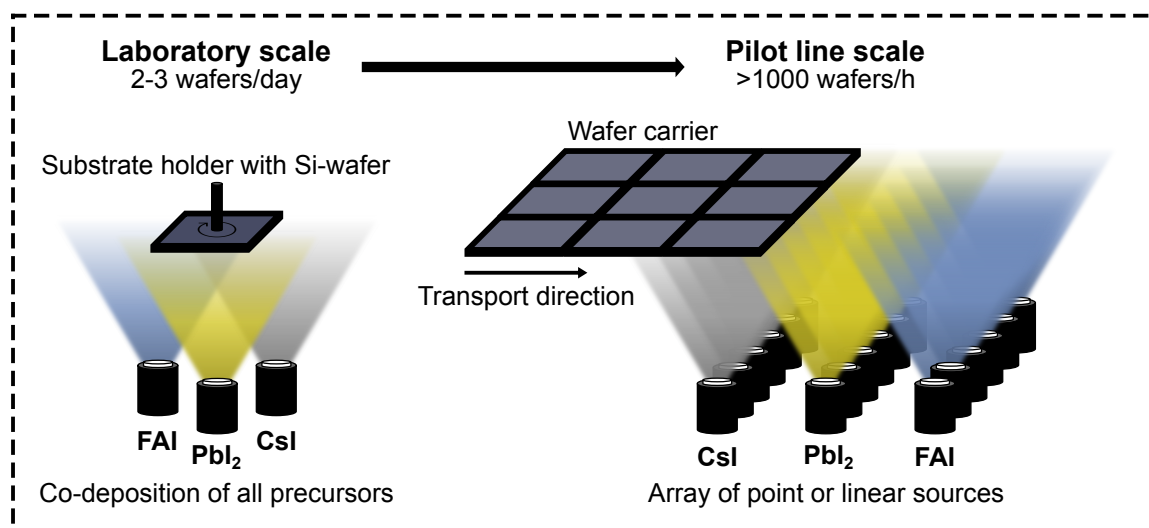 Laboratory scale
2-3 wafers/day
Pilot line scale
>1000 wafers/h
Substrate holder with Si-wafer
Wafer carrier
Transport direction
FAI
PbI₂
CsI
CsI
PbI₂
FAI
Co-deposition of all precursors
Array of point or linear sources